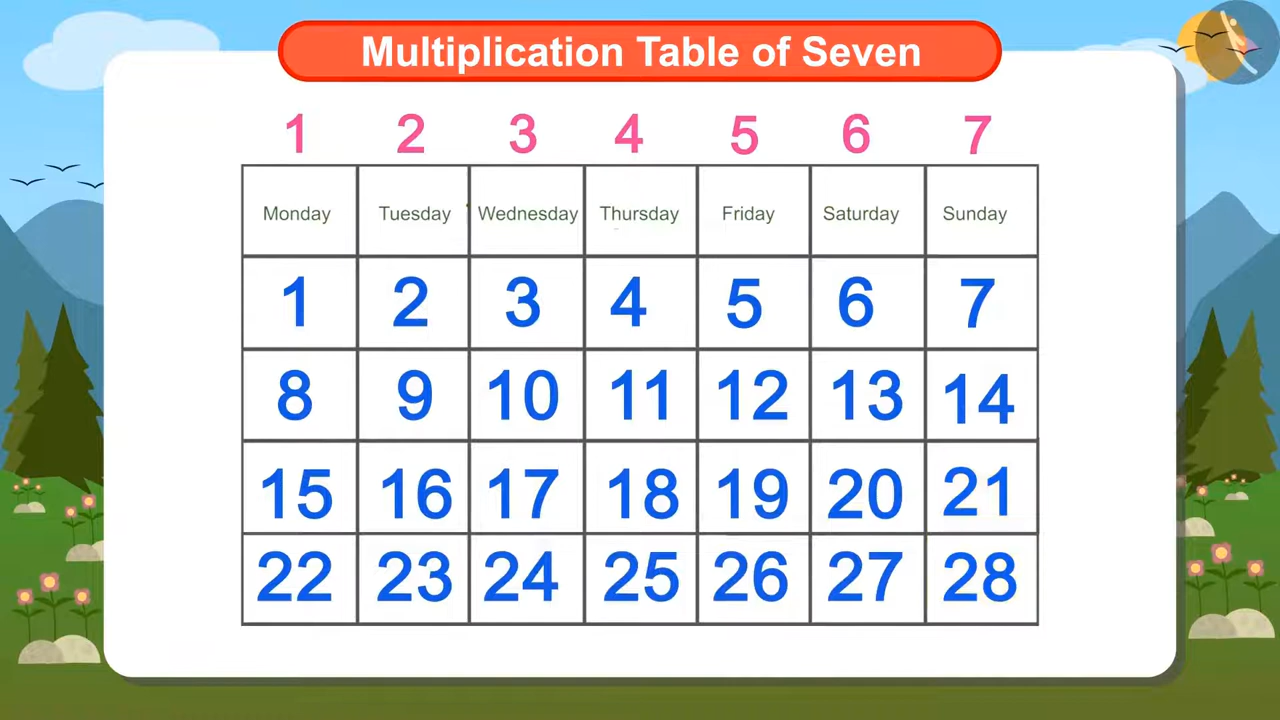 Multiplication Table of Seven
1 2 3 4 5 6 7
Monday Tuesday Wednesday Thursday Friday Saturday Sunday
1 2 3 4 5 6 7
8 9 10 11 12 13 14
15 16 17 18 19 20 21
22 23 24 25 26 27 28